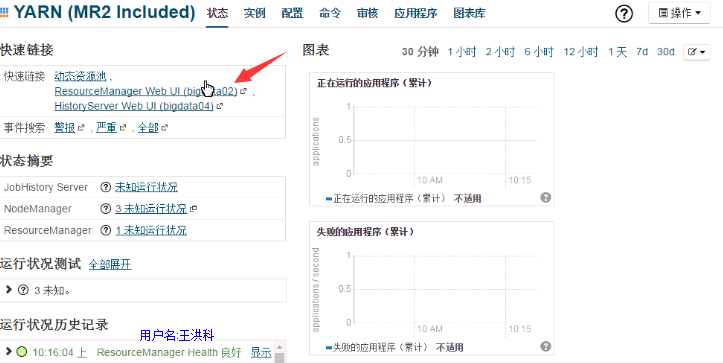 YARN (MR2 Included) 状态 实例 配置 命令 审核 应用程序 图表库 ? 操作
快速链接
快速链接 动态资源池 ,
ResourceManager Web UI (bigdata02) ,
HistoryServer Web UI (bigdata04)
事件搜索 警报 , 严重 , 全部
状态摘要
JobHistory Server ? 未知运行状况
NodeManager ? 3 未知运行状况
ResourceManager ? 1 未知运行状况
运行状况测试 全部展开
? 3 未知。
运行状况历史记录
用户名:王洪科
10:16:04 上 ResourceManager Health 良好 显示
图表 30 分钟 1 小时 2 小时 6 小时 12 小时 1 天 7d 30d
正在运行的应用程序（累计）
applications
1
0.5
0
10 AM 10:15
正在运行的应用程序（累计） 不适用 ?
失败的应用程序（累计）
applications / second
1
0.5
0
10 AM 10:15
失败的应用程序（累计） 不适用 ?